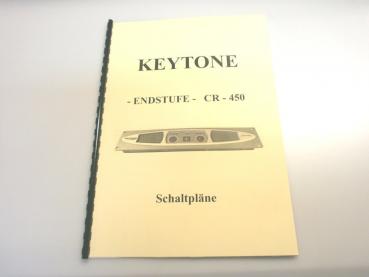 KEYTONE
- ENDSTUFE - CR - 450
Schaltpläne